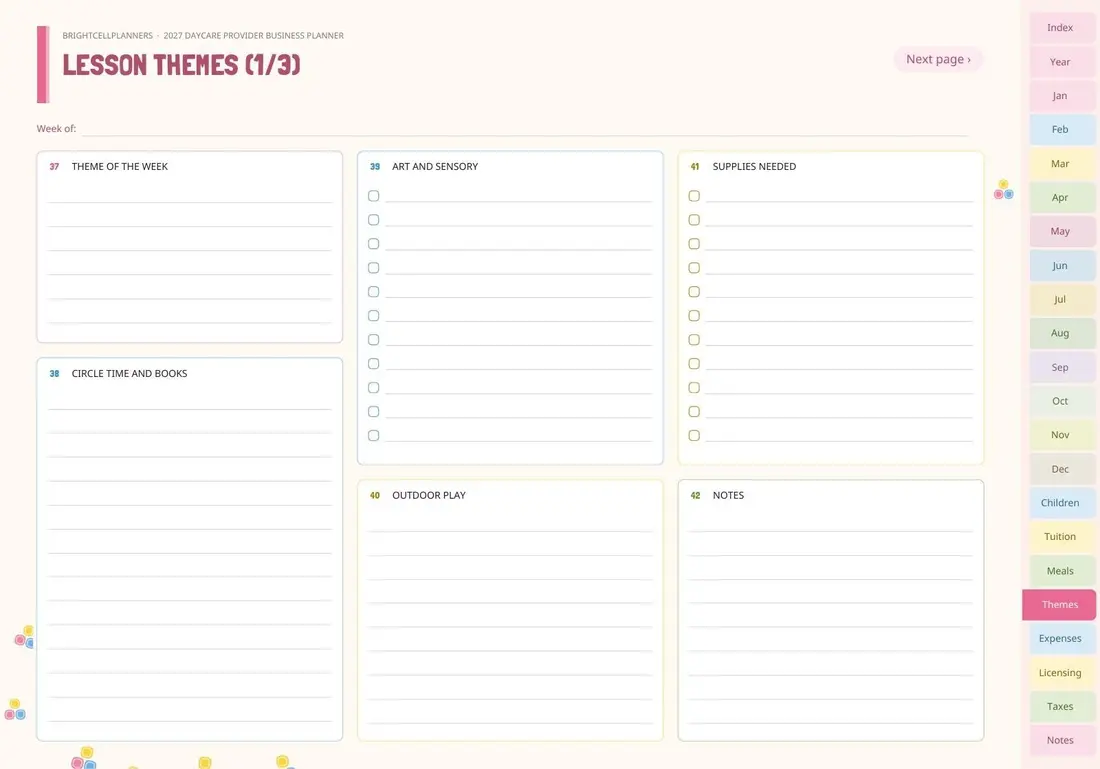 BRIGHTCELLPLANNERS · 2027 DAYCARE PROVIDER BUSINESS PLANNER
LESSON THEMES (1/3)
Next page ›
Week of:
37 THEME OF THE WEEK
38 CIRCLE TIME AND BOOKS
39 ART AND SENSORY
40 OUTDOOR PLAY
41 SUPPLIES NEEDED
42 NOTES
Index
Year
Jan
Feb
Mar
Apr
May
Jun
Jul
Aug
Sep
Oct
Nov
Dec
Children
Tuition
Meals
Themes
Expenses
Licensing
Taxes
Notes